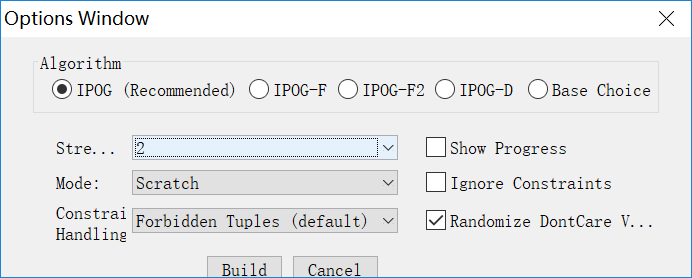 Options Window
Algorithm
IPOG (Recommended) IPOG-F IPOG-F2 IPOG-D Base Choice
Stre... 2 Show Progress
Mode: Scratch Ignore Constraints
Constrai
Handling Forbidden Tuples (default) Randomize DontCare V...
Build Cancel